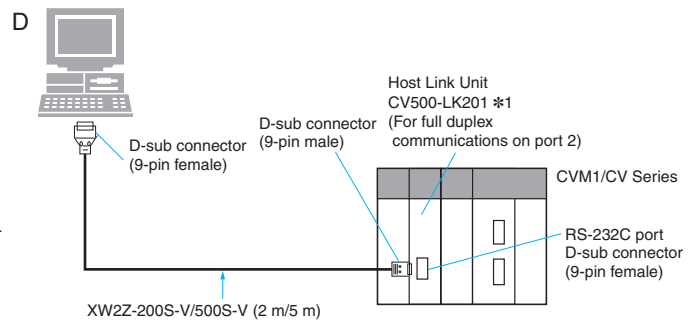 D
D-sub connector
(9-pin female)
D-sub connector
(9-pin male)
Host Link Unit
CV500-LK201 *1
(For full duplex
communications on port 2)
CVM1/CV Series
RS-232C port
D-sub connector
(9-pin female)
XW2Z-200S-V/500S-V (2 m/5 m)